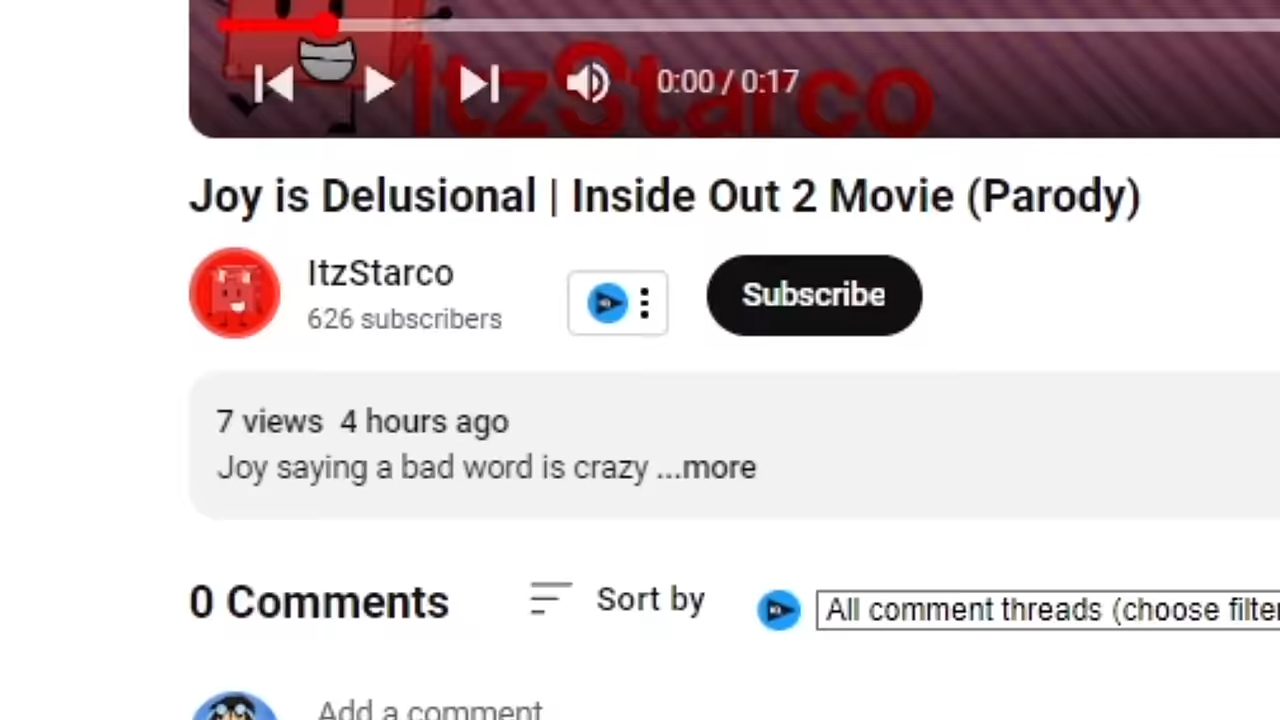 ItzStarco
0:00 / 0:17
Joy is Delusional | Inside Out 2 Movie (Parody)
ItzStarco
626 subscribers
Subscribe
7 views 4 hours ago
Joy saying a bad word is crazy ...more
0 Comments
Sort by
All comment threads (choose filter
Add a comment